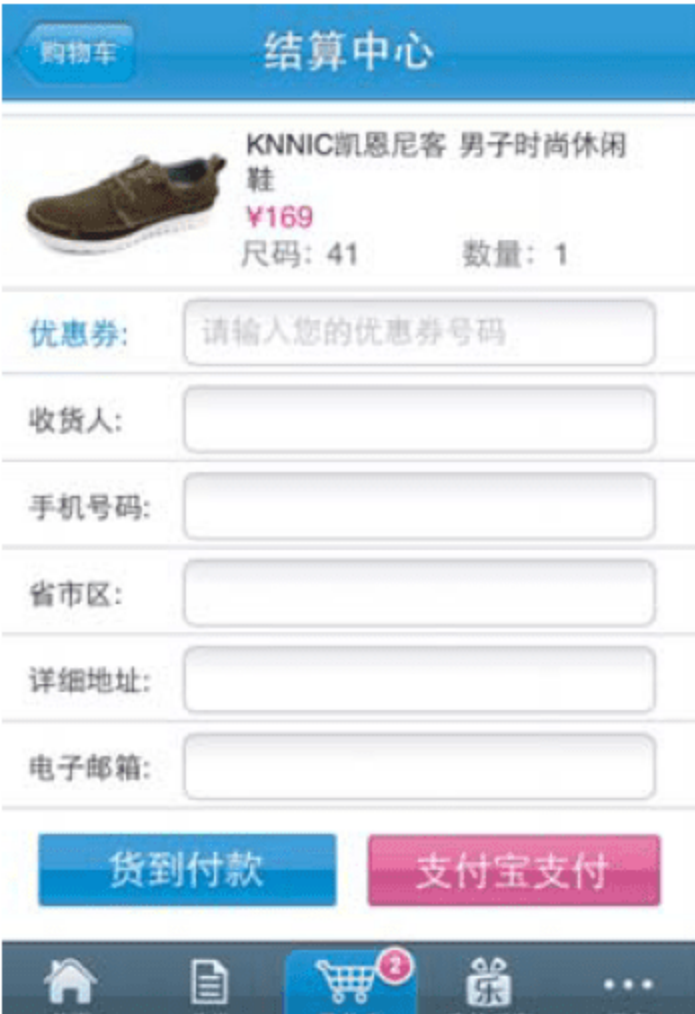 购物车
结算中心
KNNIC凯恩尼客 男子时尚休闲
鞋
¥169
尺码：41 数量：1
优惠券: 请输入您的优惠券号码
收货人:
手机号码:
省市区:
详细地址:
电子邮箱:
货到付款 支付宝支付
2
乐